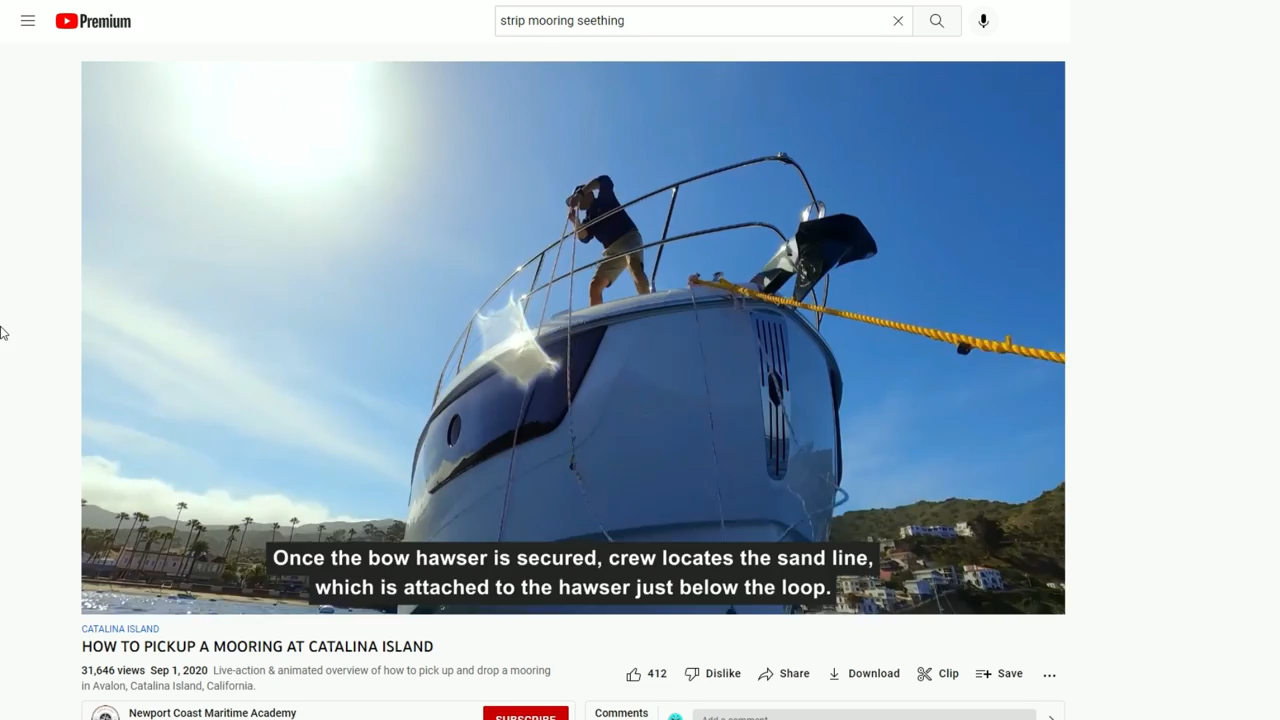 Premium
strip mooring seething
Once the bow hawser is secured, crew locates the sand line,
which is attached to the hawser just below the loop.
CATALINA ISLAND
HOW TO PICKUP A MOORING AT CATALINA ISLAND
31,646 views Sep 1, 2020 Live-action & animated overview of how to pick up and drop a mooring
in Avalon, Catalina Island, California.
412 Dislike Share Download Clip Save
Newport Coast Maritime Academy
SUBSCRIBE
Comments
Add a comment...